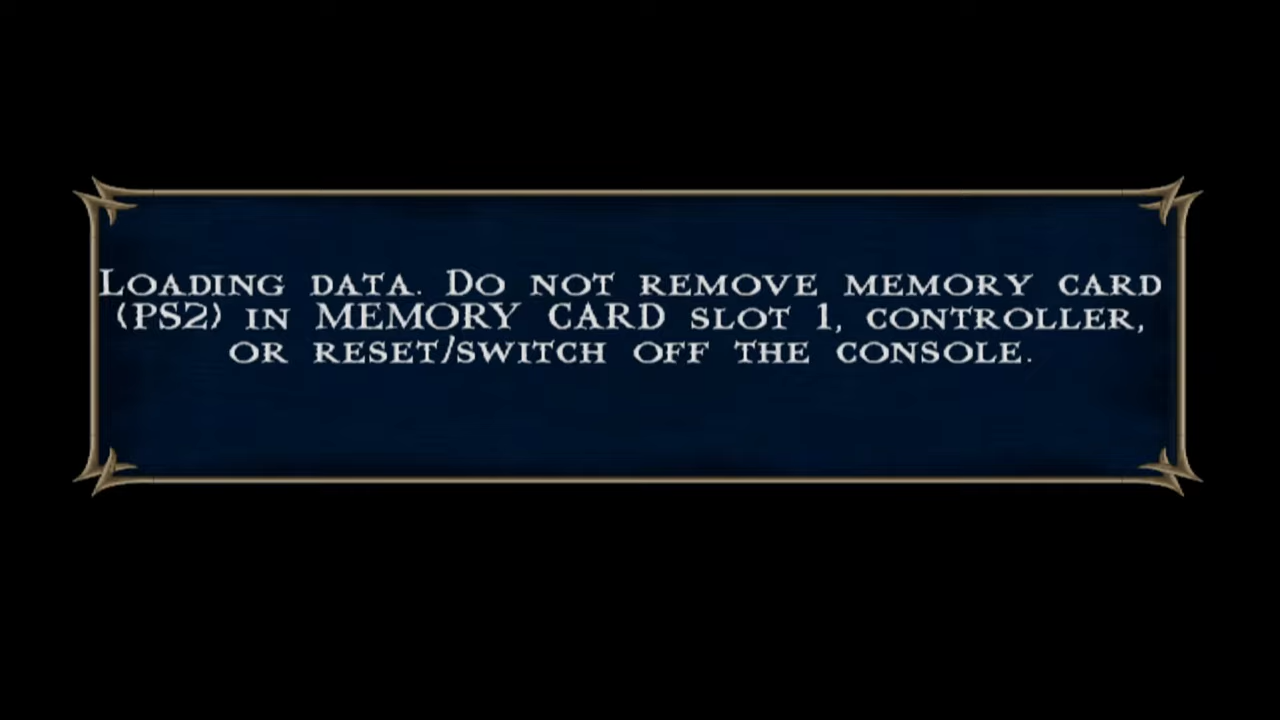 Loading data. Do not remove memory card
(PS2) in MEMORY CARD slot 1, controller,
or reset/switch off the console.